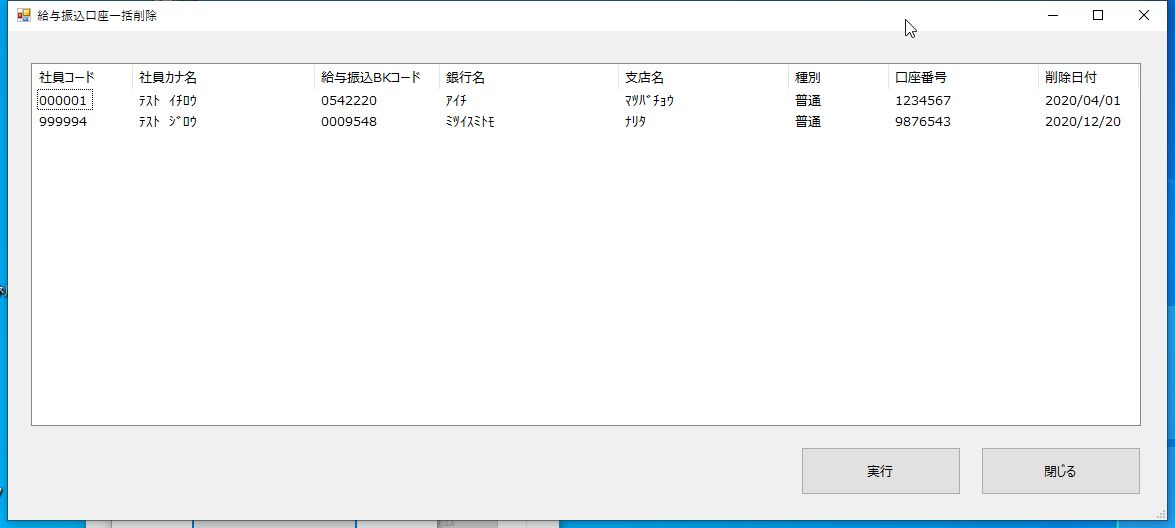 給与振込口座一括削除
社員コード 社員カナ名 給与振込BKコード 銀行名 支店名 種別 口座番号 削除日付
000001 ﾃｽﾄ ｲﾁﾛｳ 0542220 ｱｲﾁ ﾏﾂﾊﾞﾁｮｳ 普通 1234567 2020/04/01
999994 ﾃｽﾄ ｼﾞﾛｳ 0009548 ﾐﾂｲｽﾐﾄﾓ ﾅﾘﾀ 普通 9876543 2020/12/20
実行 閉じる